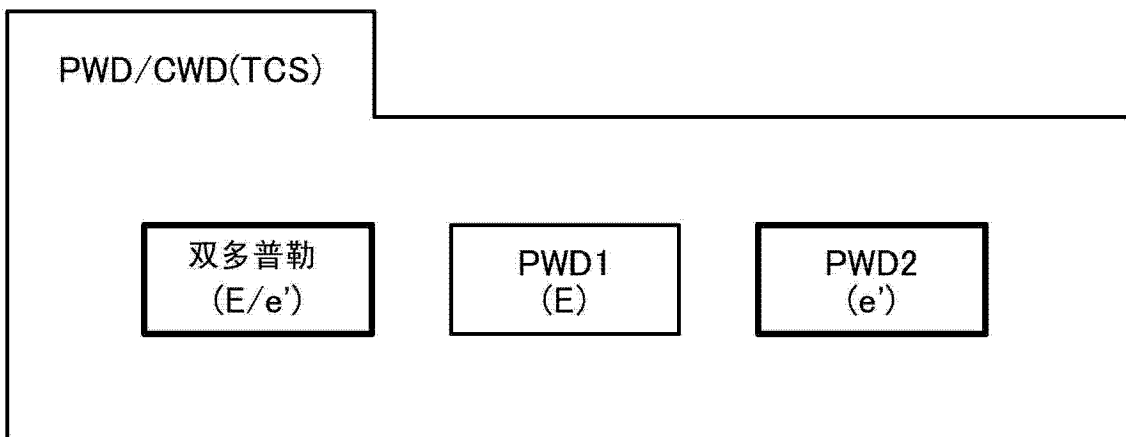 PWD/CWD(TCS)
双多普勒
(E/e')
PWD1
(E)
PWD2
(e')